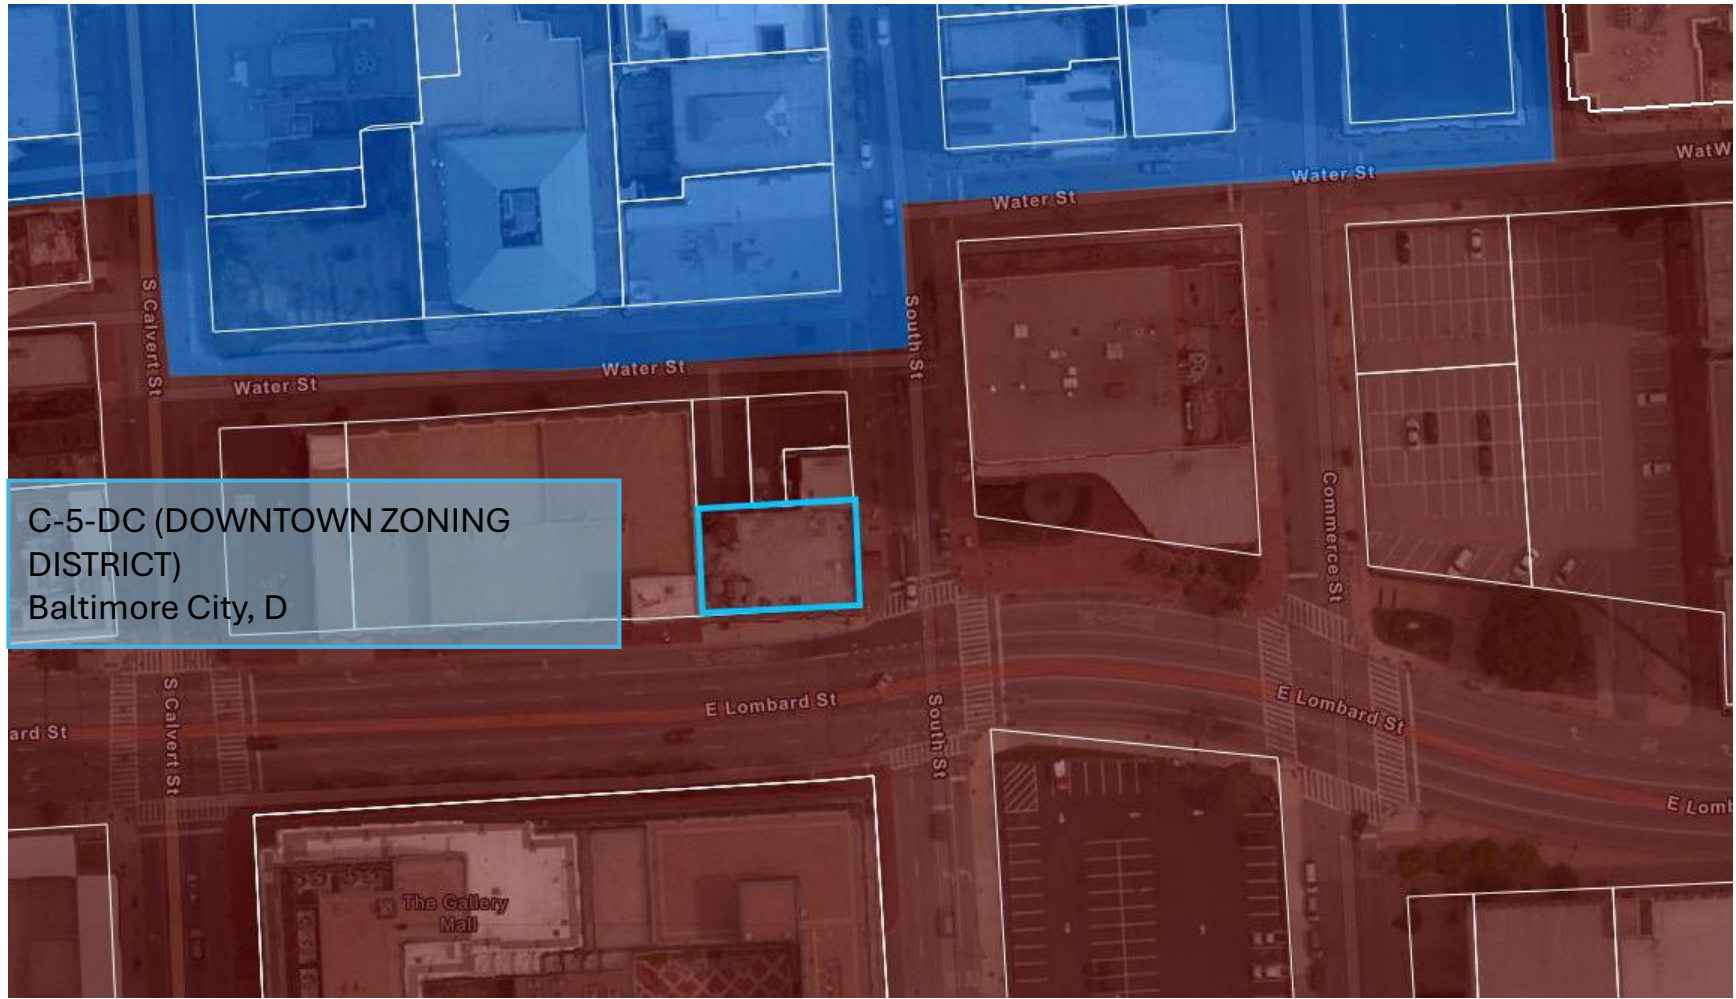 WatW
Water St
Water St
S Calvert St
South St
Water St
Water St
C-5-DC (DOWNTOWN ZONING
DISTRICT)
Baltimore City, D
Commerce St
E Lombard St
E Lombard St
ard St
S Calvert St
South St
E Lomb
The Gallery
Mall